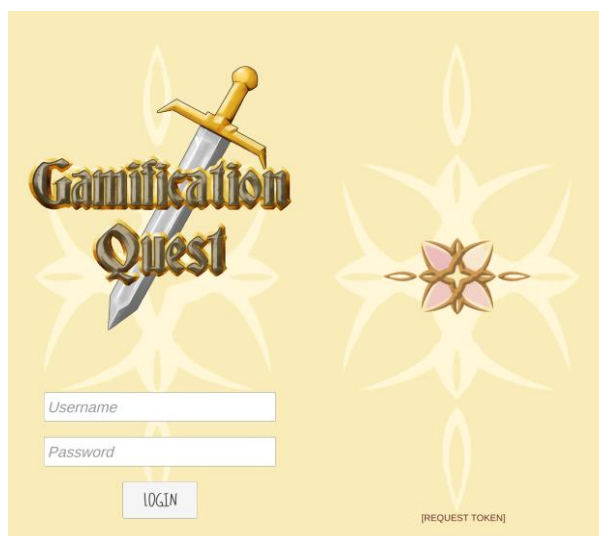 Gamification
Quest
Username
Password
LOGIN
[REQUEST TOKEN]